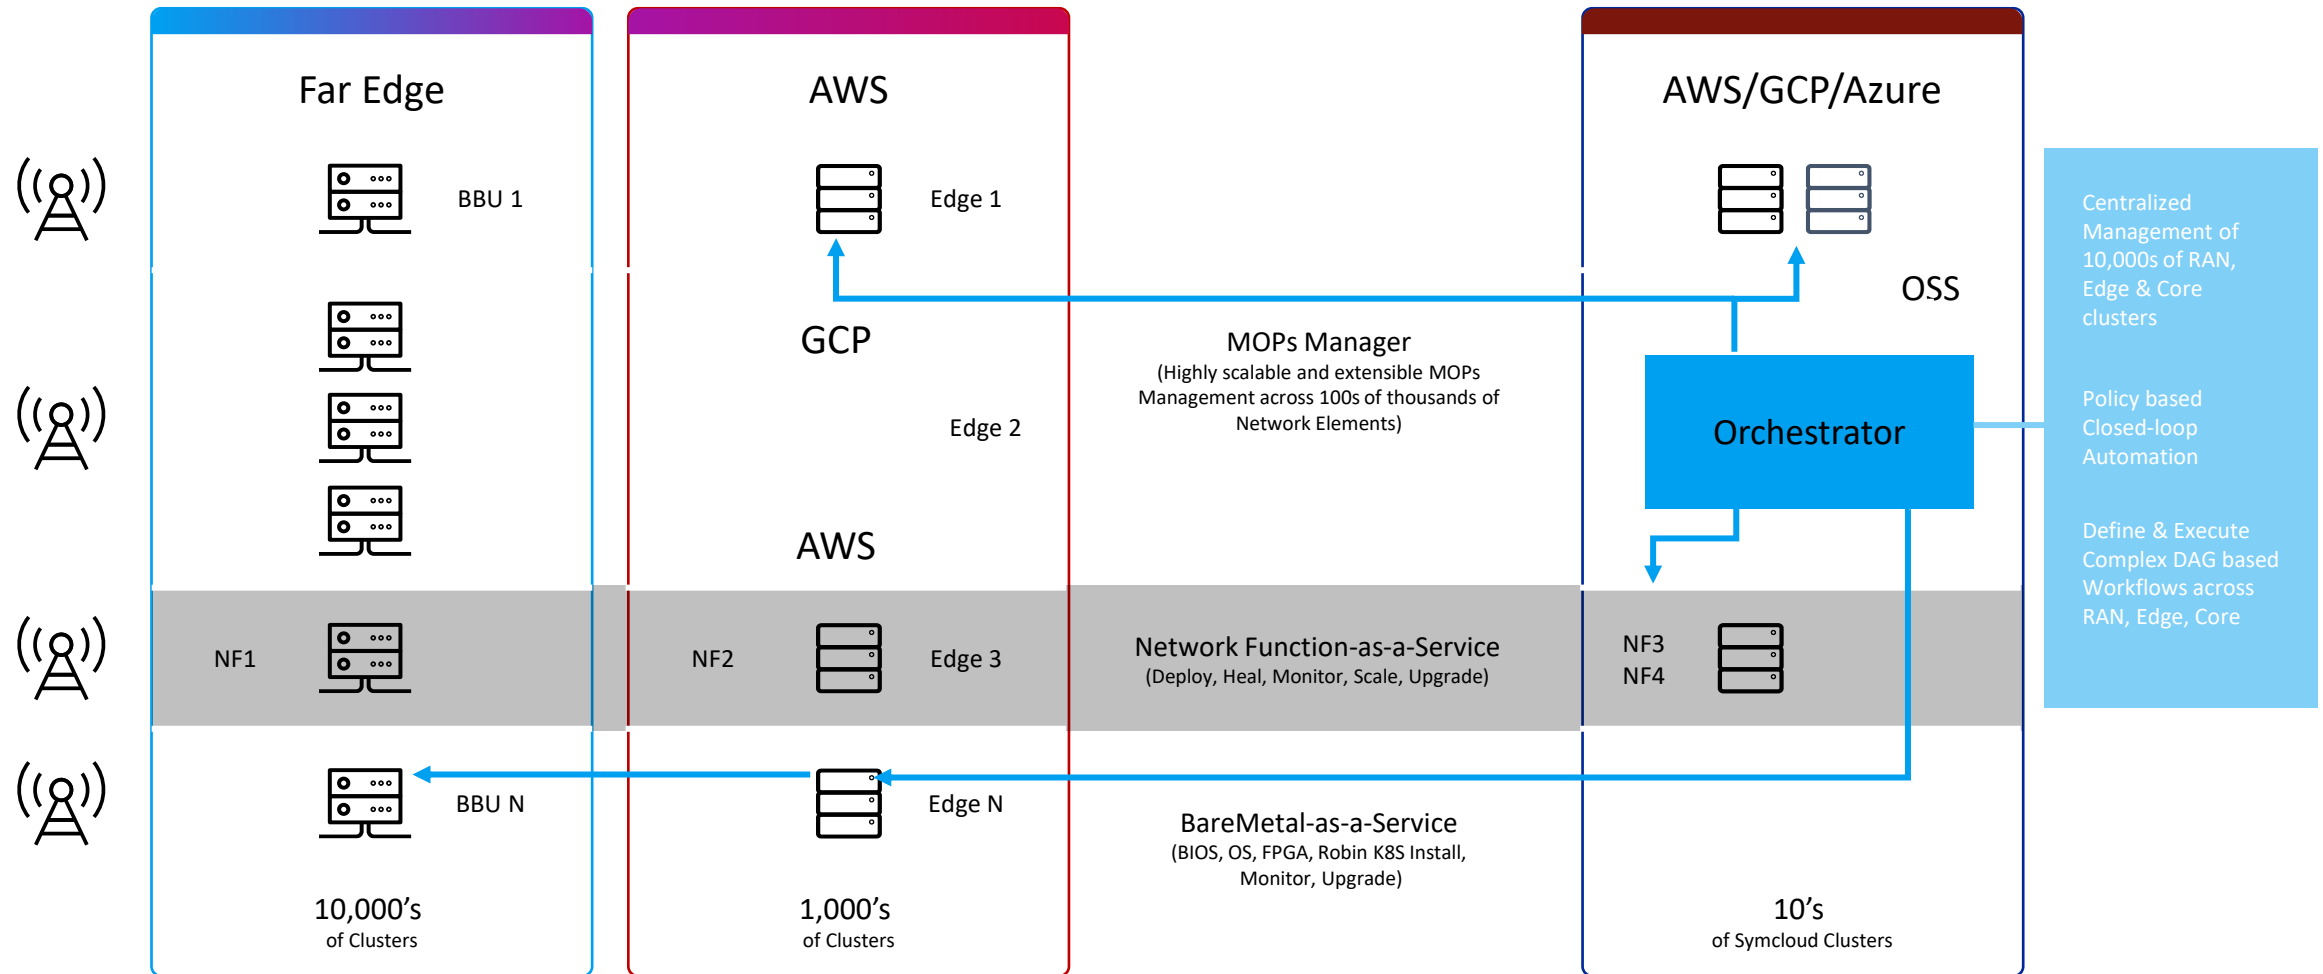 Far Edge
BBU 1
NF1
BBU N
10,000’s
of Clusters
AWS
Edge 1
GCP
Edge 2
AWS
NF2
Edge 3
Edge N
1,000’s
of Clusters
MOPs Manager
(Highly scalable and extensible MOPs
Management across 100s of thousands of
Network Elements)
Network Function-as-a-Service
(Deploy, Heal, Monitor, Scale, Upgrade)
BareMetal-as-a-Service
(BIOS, OS, FPGA, Robin K8S Install,
Monitor, Upgrade)
AWS/GCP/Azure
OSS
Orchestrator
NF3
NF4
10’s
of Symcloud Clusters
Centralized
Management of
10,000s of RAN,
Edge & Core
clusters
Policy based
Closed-loop
Automation
Define & Execute
Complex DAG based
Workflows across
RAN, Edge, Core